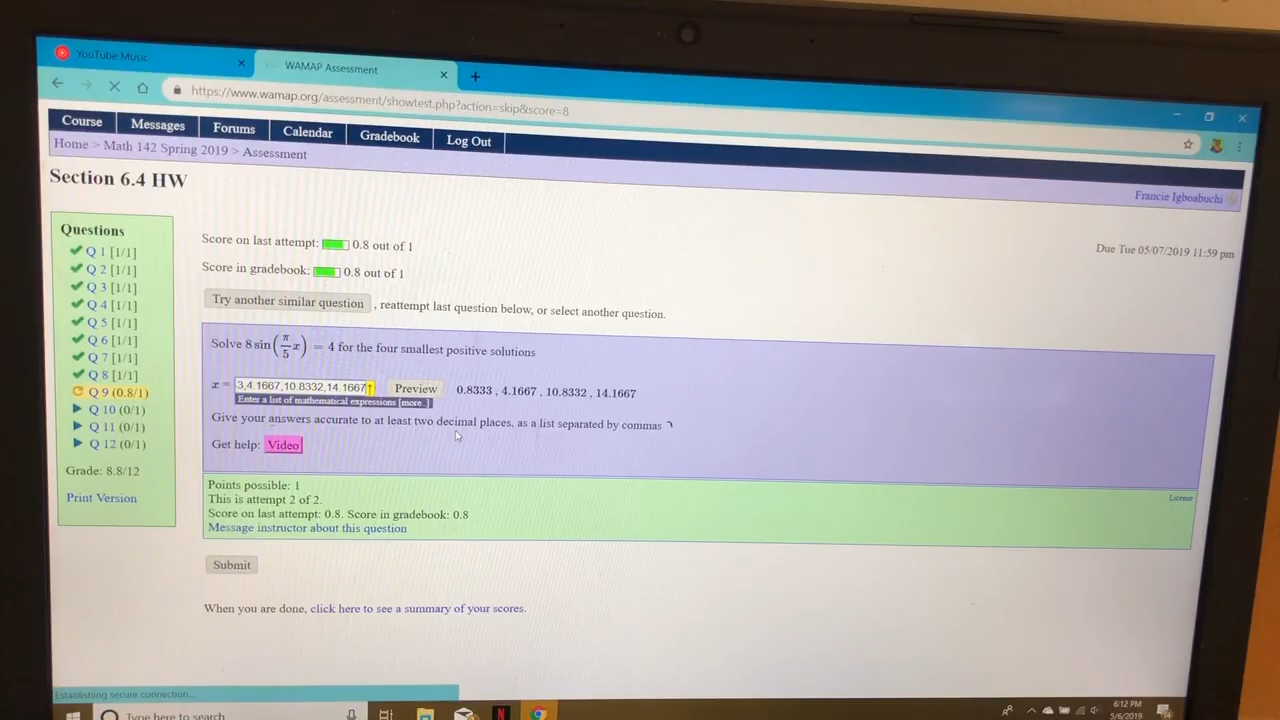 YouTube Music
WAMAP Assessment
https://www.wamap.org/assessment/showtest.php?action=skip&score=8
Course Messages Forums Calendar Gradebook Log Out
Home > Math 142 Spring 2019 > Assessment
Francie Igboabuchi
Section 6.4 HW
Due Tue 05/07/2019 11:59 pm
Questions
Q 1 [1/1]
Q 2 [1/1]
Q 3 [1/1]
Q 4 [1/1]
Q 5 [1/1]
Q 6 [1/1]
Q 7 [1/1]
Q 8 [1/1]
Q 9 (0.8/1)
Q 10 (0/1)
Q 11 (0/1)
Q 12 (0/1)
Grade: 8.8/12
Print Version
Score on last attempt: 0.8 out of 1
Score in gradebook: 0.8 out of 1
Try another similar question , reattempt last question below, or select another question.
Solve 8 sin(π/5 x) = 4 for the four smallest positive solutions
x = 3,4.1667,10.8332,14.1667 Preview 0.8333 , 4.1667 , 10.8332 , 14.1667
Enter a list of mathematical expressions [more..]
Give your answers accurate to at least two decimal places, as a list separated by commas
Get help: Video
Points possible: 1
This is attempt 2 of 2.
Score on last attempt: 0.8. Score in gradebook: 0.8
Message instructor about this question
License
Submit
When you are done, click here to see a summary of your scores.
Establishing secure connection...
Type here to search
6:12 PM
5/6/2019